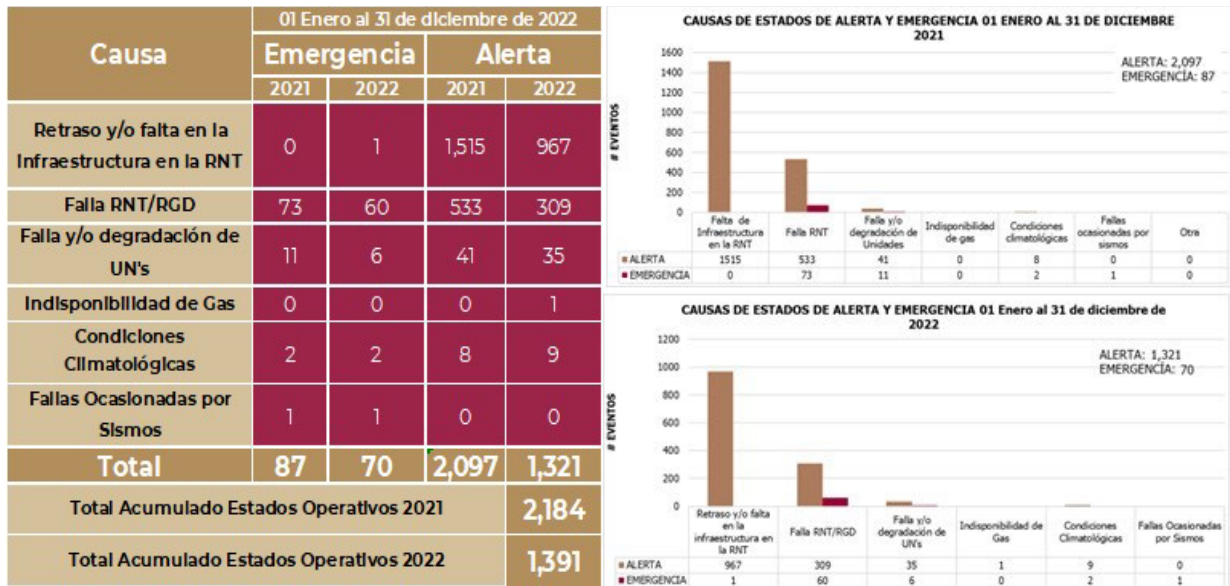 01 Enero al 31 de diciembre de 2022
Causa
Emergencia
Alerta
2021
2022
2021
2022
Retraso y/o falta en la
Infraestructura en la RNT
0
1
1,515
967
Falla RNT/RGD
73
60
533
309
Falla y/o degradación de
UN's
11
6
41
35
Indisponibilidad de Gas
0
0
0
1
Condiciones
Climatológicas
2
2
8
9
Fallas Ocasionadas por
Sismos
1
1
0
0
Total
87
70
2,097
1,321
Total Acumulado Estados Operativos 2021
2,184
Total Acumulado Estados Operativos 2022
1,391
CAUSAS DE ESTADOS DE ALERTA Y EMERGENCIA 01 ENERO AL 31 DE DICIEMBRE
2021
ALERTA: 2,097
EMERGENCÍA: 87
# EVENTOS
1600
1400
1200
1000
800
600
400
200
0
Falta de
Infraestructura
en la RNT
Falla RNT
Falla y/o
degradación de
Unidades
Indisponibilidad
de gas
Condiciones
climatológicas
Fallas
ocasionadas por
sismos
Otra
ALERTA
1515
533
41
0
8
0
0
EMERGENCIA
0
73
11
0
2
1
0
CAUSAS DE ESTADOS DE ALERTA Y EMERGENCIA 01 Enero al 31 de diciembre de
2022
ALERTA: 1,321
EMERGENCÍA: 70
# EVENTOS
1200
1000
800
600
400
200
0
Retraso y/o falta
en la
infraestructura en
la RNT
Falla RNT/RGD
Falla y/o
degradación de
UN's
Indisponibilidad de
Gas
Condiciones
Climatológicas
Fallas Ocasionadas
por Sismos
ALERTA
967
309
35
1
9
0
EMERGENCIA
1
60
6
0
2
1